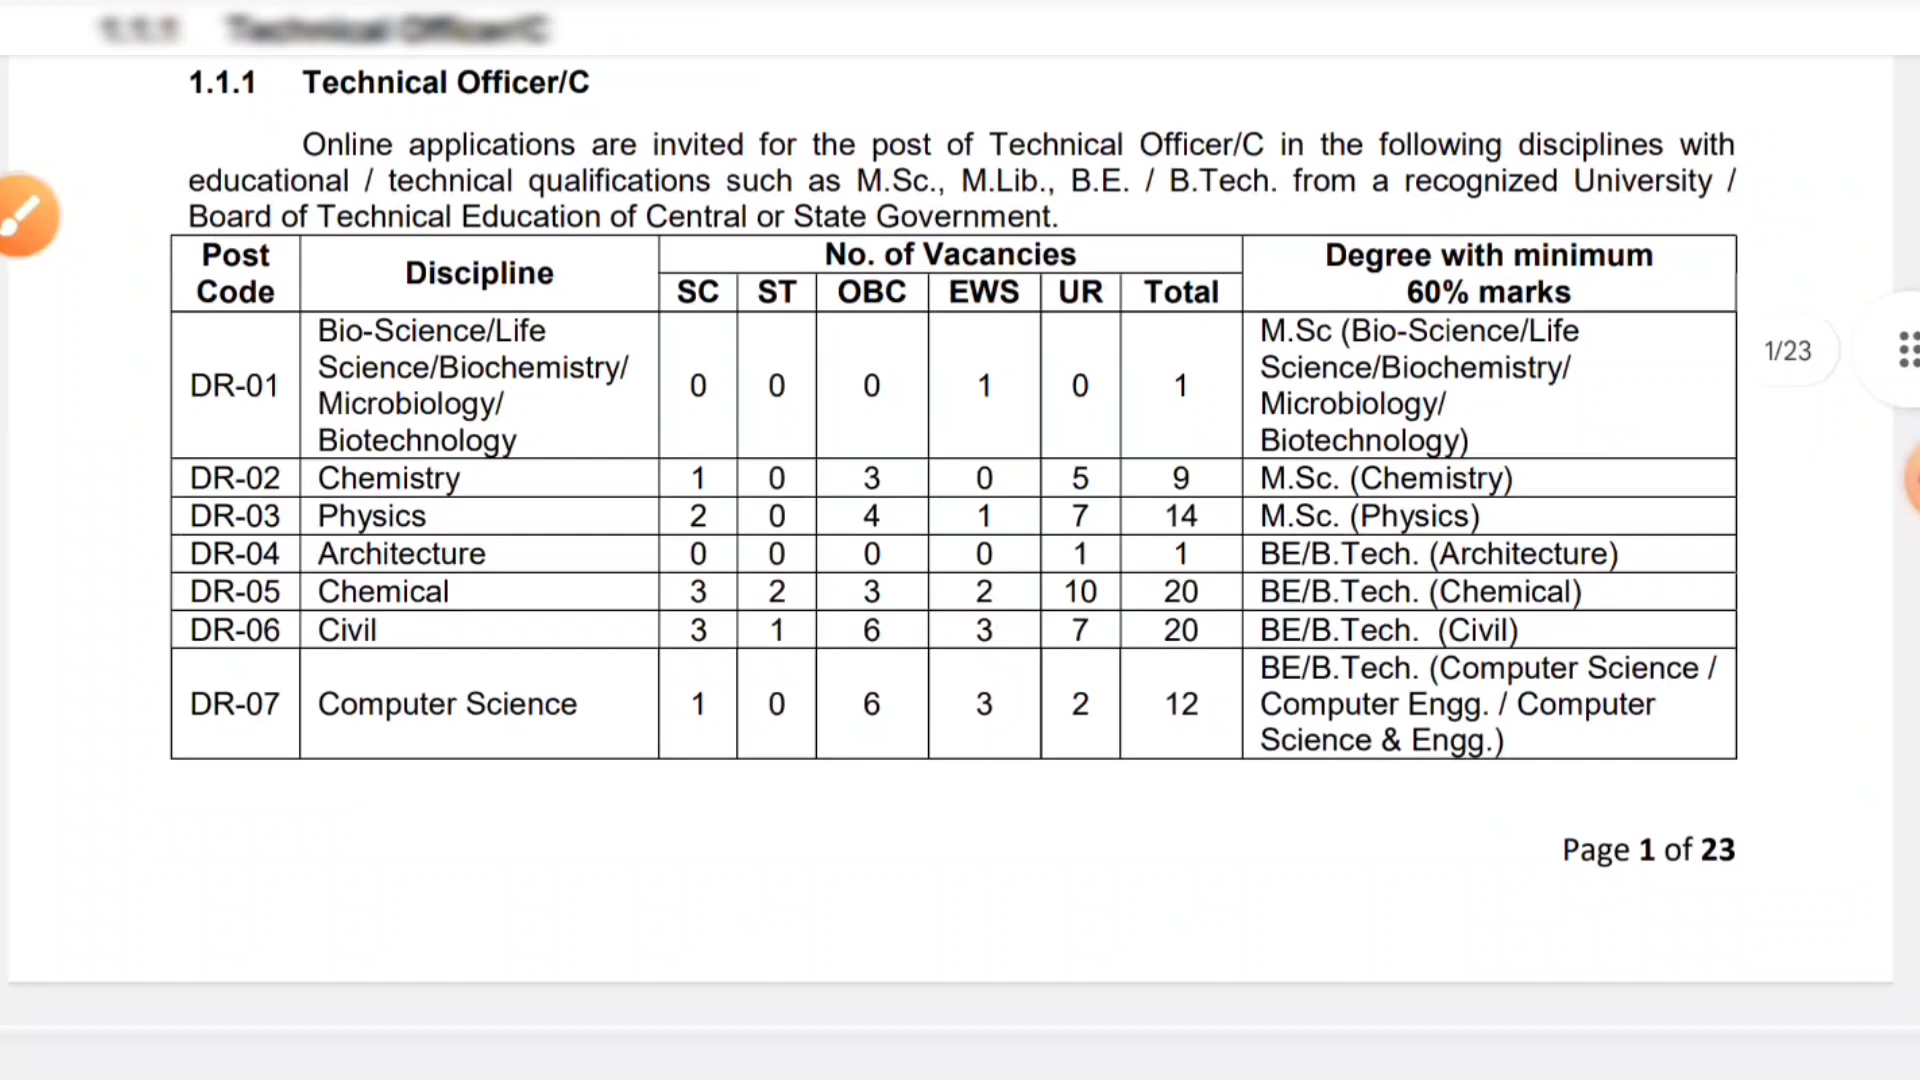 1.1.1 Technical Officer/C
1.1.1 Technical Officer/C
Online applications are invited for the post of Technical Officer/C in the following disciplines with
educational / technical qualifications such as M.Sc., M.Lib., B.E. / B.Tech. from a recognized University /
Board of Technical Education of Central or State Government.
Post Code Discipline No. of Vacancies Degree with minimum 60% marks
SC ST OBC EWS UR Total
DR-01 Bio-Science/Life Science/Biochemistry/ Microbiology/ Biotechnology 0 0 0 1 0 1 M.Sc (Bio-Science/Life Science/Biochemistry/ Microbiology/ Biotechnology)
DR-02 Chemistry 1 0 3 0 5 9 M.Sc. (Chemistry)
DR-03 Physics 2 0 4 1 7 14 M.Sc. (Physics)
DR-04 Architecture 0 0 0 0 1 1 BE/B.Tech. (Architecture)
DR-05 Chemical 3 2 3 2 10 20 BE/B.Tech. (Chemical)
DR-06 Civil 3 1 6 3 7 20 BE/B.Tech. (Civil)
DR-07 Computer Science 1 0 6 3 2 12 BE/B.Tech. (Computer Science / Computer Engg. / Computer Science & Engg.)
1/23
Page 1 of 23